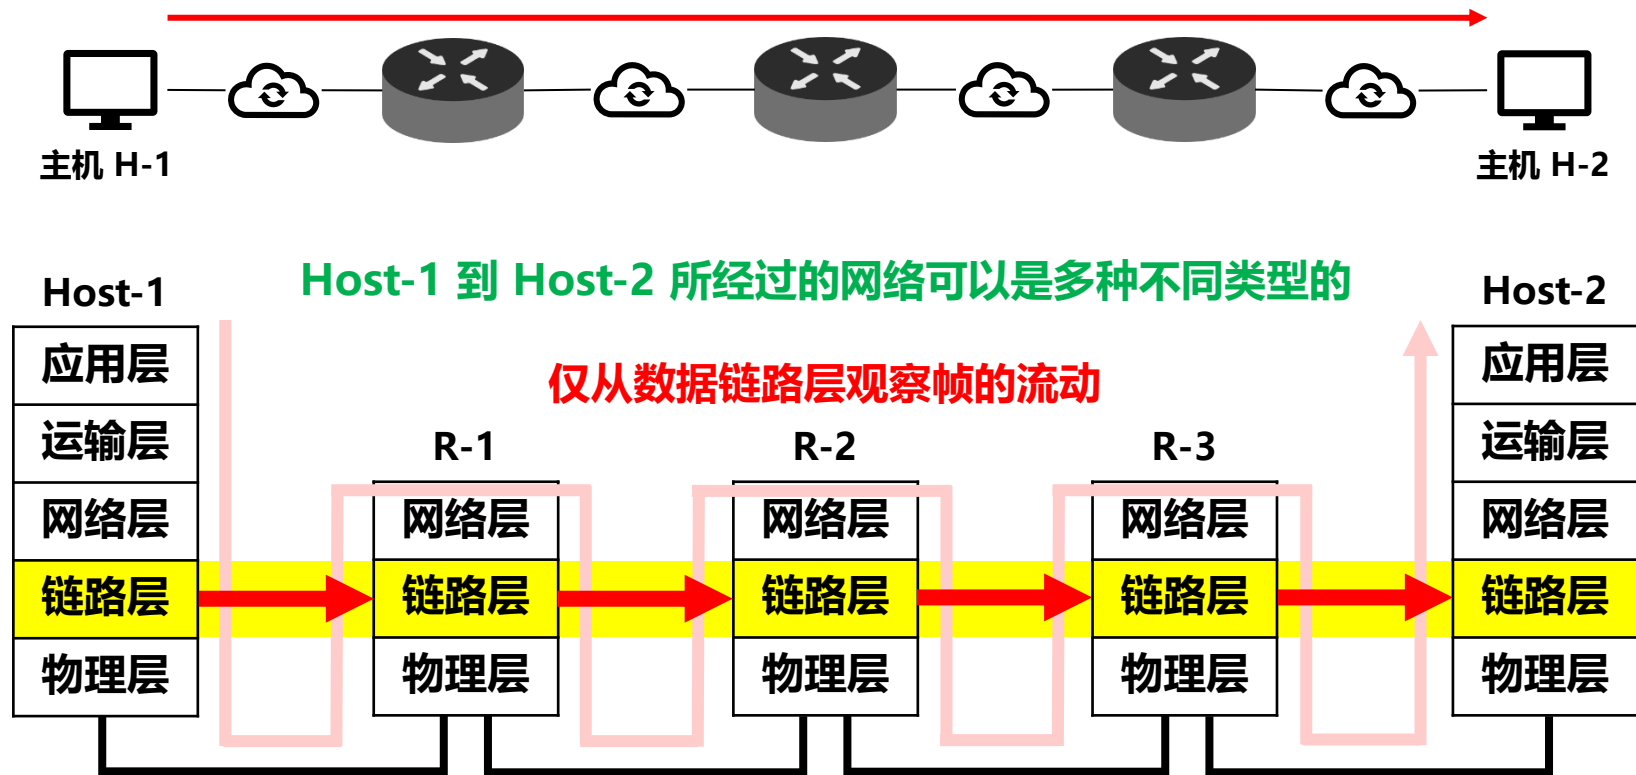 主机 H-1
主机 H-2
Host-1 到 Host-2 所经过的网络可以是多种不同类型的
仅从数据链路层观察帧的流动
Host-1
应用层
运输层
网络层
链路层
物理层
R-1
网络层
链路层
物理层
R-2
网络层
链路层
物理层
R-3
网络层
链路层
物理层
Host-2
应用层
运输层
网络层
链路层
物理层